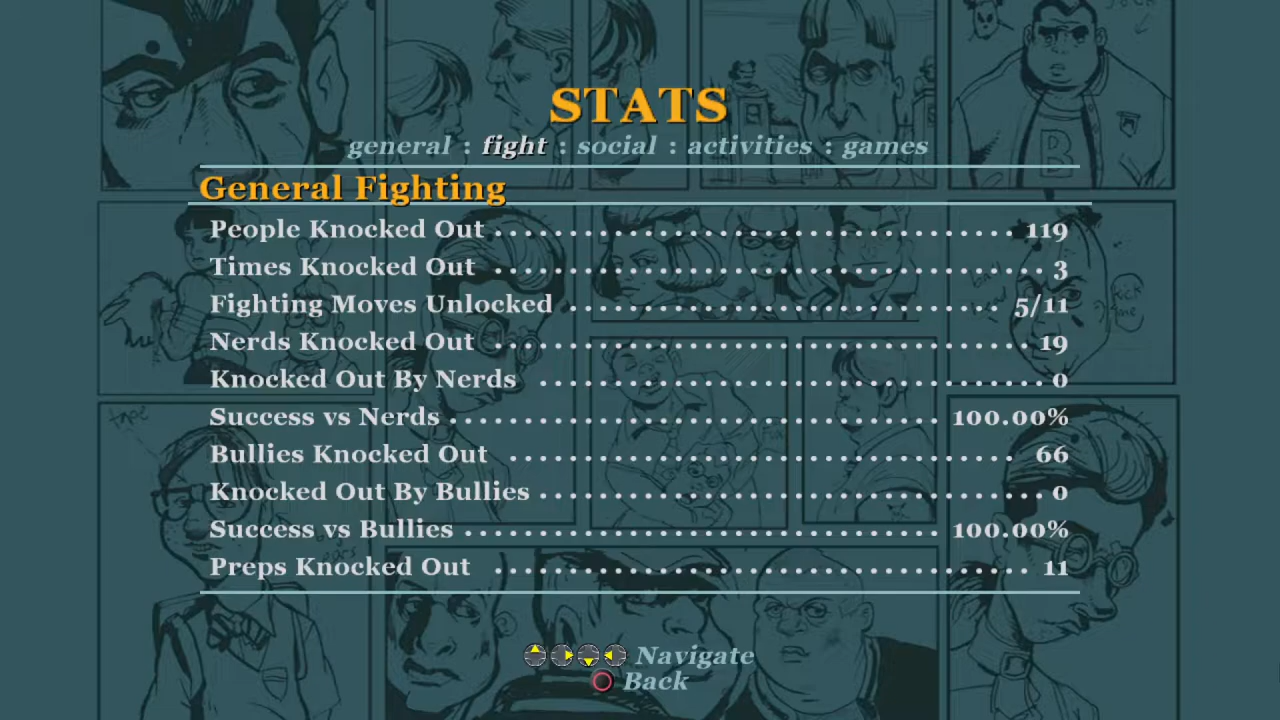 STATS
general : fight : social : activities : games
General Fighting
People Knocked Out 119
Times Knocked Out 3
Fighting Moves Unlocked 5/11
Nerds Knocked Out 19
Knocked Out By Nerds 0
Success vs Nerds 100.00%
Bullies Knocked Out 66
Knocked Out By Bullies 0
Success vs Bullies 100.00%
Preps Knocked Out 11
Navigate
Back
tape
B